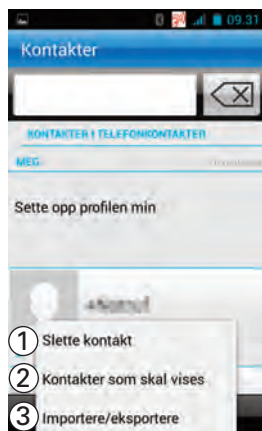 09.31
Kontakter
KONTAKTER I TELEFONKONTAKTER
MEG
Sette opp profilen min
1 Slette kontakt
2 Kontakter som skal vises
3 Importere/eksportere